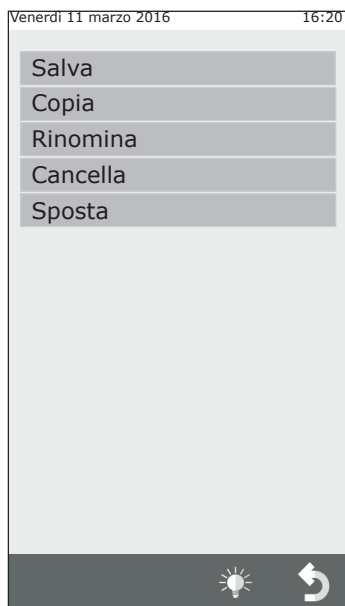 Venerdì 11 marzo 2016 16:20
Salva
Copia
Rinomina
Cancella
Sposta